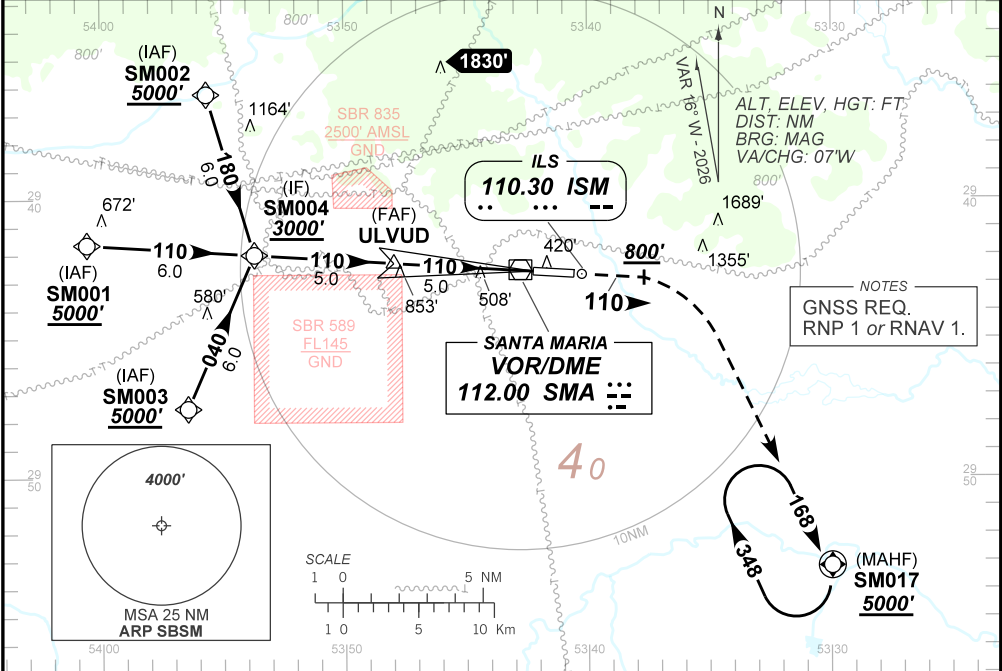 54 00
53 50
53 40
53 30
800'
800'
(IAF)
SM002
5000'
1164'
180
6.0
1830'
SBR 835
2500' AMSL
GND
N
VAR 16° W - 2026
ALT, ELEV, HGT: FT
DIST: NM
BRG: MAG
VA/CHG: 07'W
800'
ILS
110.30 ISM
29
40
29
40
672'
(IAF)
SM001
5000'
110
6.0
(IF)
SM004
3000'
110
5.0
(FAF)
ULVUD
110
5.0
853'
508'
420'
800'
110
1689'
1355'
580'
040
6.0
(IAF)
SM003
5000'
SBR 589
FL145
GND
SANTA MARIA
VOR/DME
112.00 SMA
NOTES
GNSS REQ.
RNP 1 or RNAV 1.
40
29
50
29
50
4000'
MSA 25 NM
ARP SBSM
10NM
168
348
(MAHF)
SM017
5000'
SCALE
1 0 5 NM
1 0 5 10 Km
54 00
53 50
53 40
53 30